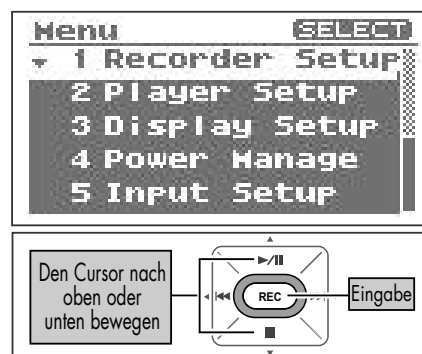 Menu SELECT
1 Recorder Setup
2 Player Setup
3 Display Setup
4 Power Manage
5 Input Setup
Den Cursor nach
oben oder
unten bewegen
REC
Eingabe